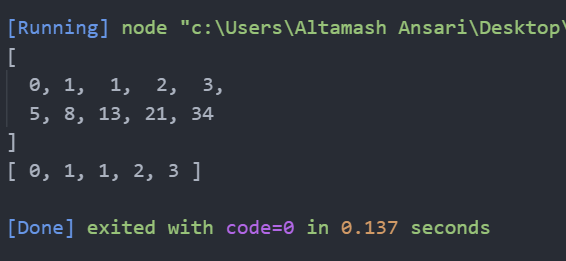 [Running] node "c:\Users\Altamash Ansari\Desktop\
[
  0, 1,  1,  2,  3,
  5, 8, 13, 21, 34
]
[ 0, 1, 1, 2, 3 ]
[Done] exited with code=0 in 0.137 seconds